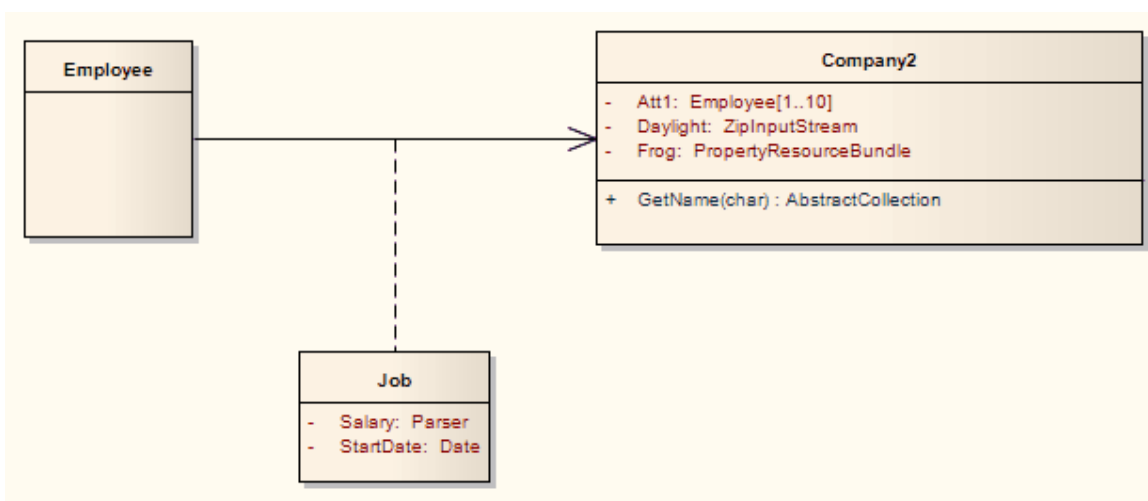 Employee
Company2
- Att1: Employee[1..10]
- Daylight: ZipInputStream
- Frog: PropertyResourceBundle
+ GetName(char) : AbstractCollection
Job
- Salary: Parser
- StartDate: Date